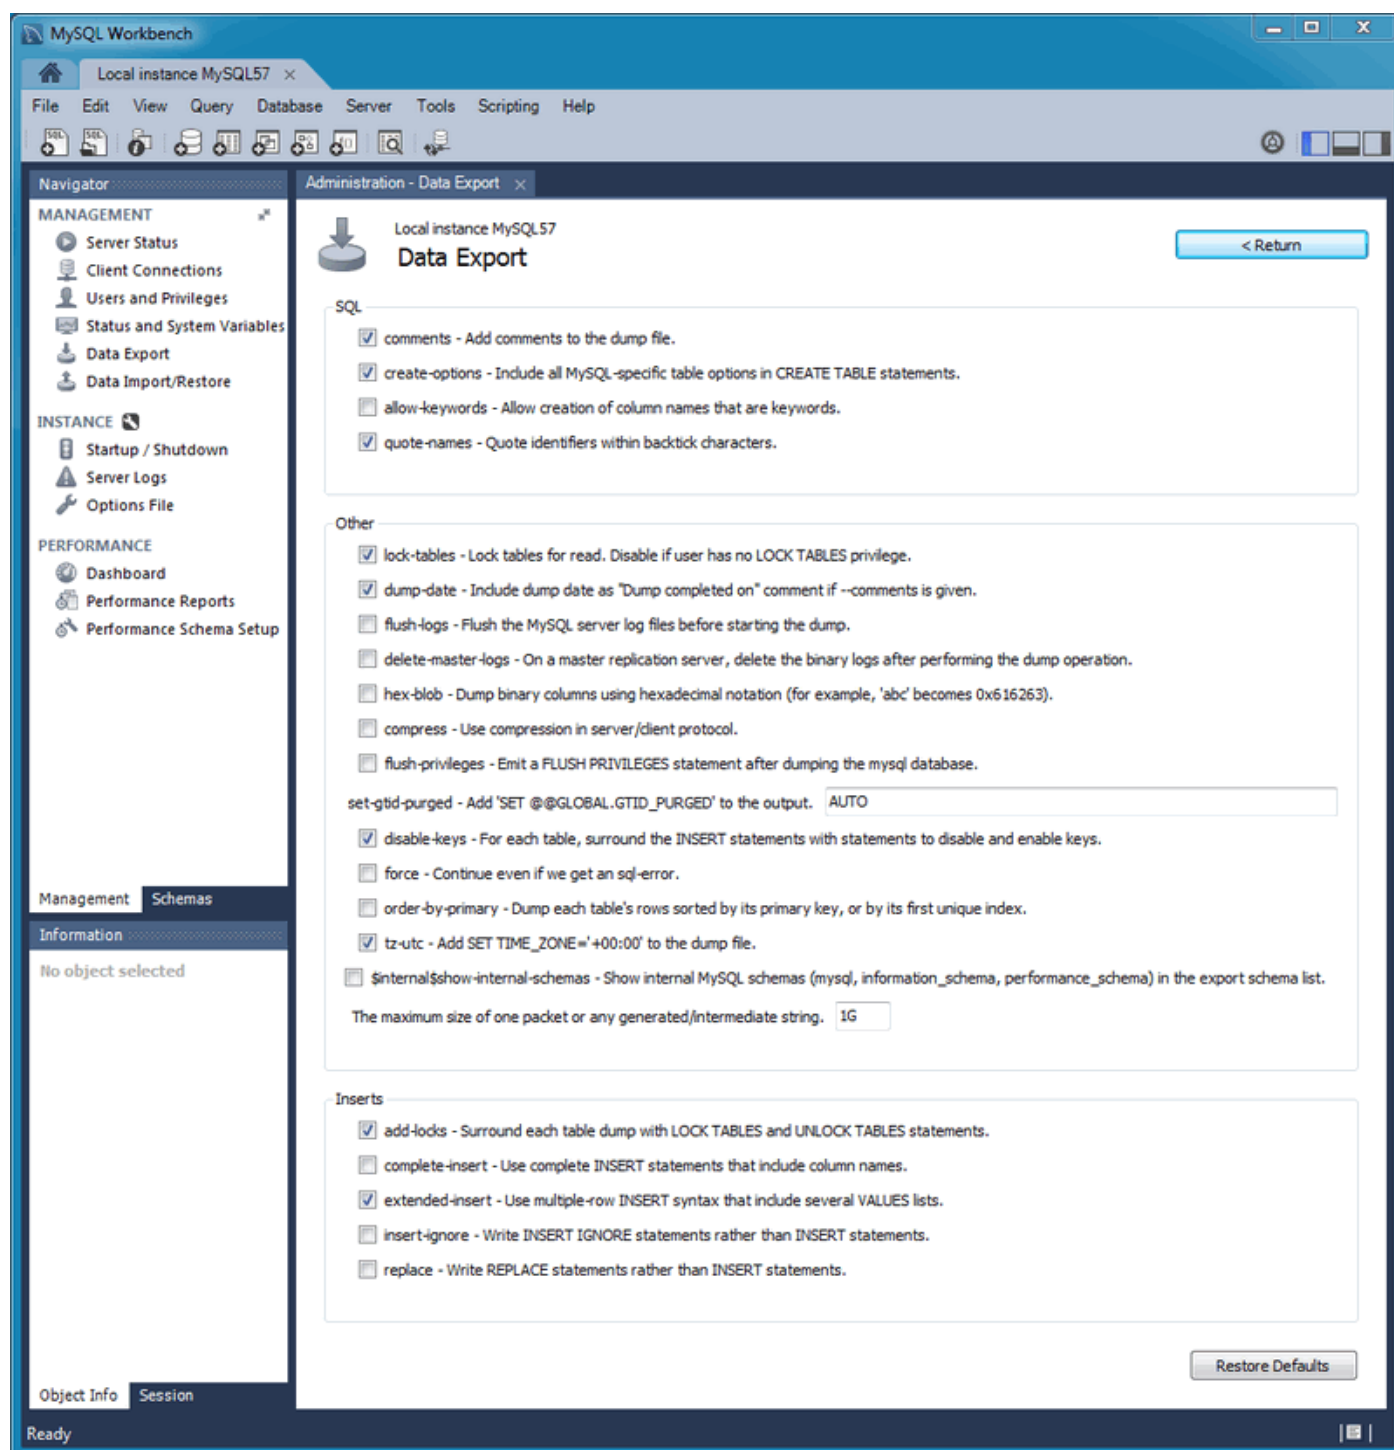 MySQL Workbench
Local instance MySQL57
File Edit View Query Database Server Tools Scripting Help
Navigator
MANAGEMENT
Server Status
Client Connections
Users and Privileges
Status and System Variables
Data Export
Data Import/Restore
INSTANCE
Startup / Shutdown
Server Logs
Options File
PERFORMANCE
Dashboard
Performance Reports
Performance Schema Setup
Management Schemas
Information
No object selected
Object Info Session
Administration - Data Export
Local instance MySQL57
Data Export
< Return
SQL
comments - Add comments to the dump file.
create-options - Include all MySQL-specific table options in CREATE TABLE statements.
allow-keywords - Allow creation of column names that are keywords.
quote-names - Quote identifiers within backtick characters.
Other
lock-tables - Lock tables for read. Disable if user has no LOCK TABLES privilege.
dump-date - Include dump date as "Dump completed on" comment if --comments is given.
flush-logs - Flush the MySQL server log files before starting the dump.
delete-master-logs - On a master replication server, delete the binary logs after performing the dump operation.
hex-blob - Dump binary columns using hexadecimal notation (for example, 'abc' becomes 0x616263).
compress - Use compression in server/client protocol.
flush-privileges - Emit a FLUSH PRIVILEGES statement after dumping the mysql database.
set-gtid-purged - Add 'SET @@GLOBAL.GTID_PURGED' to the output. AUTO
disable-keys - For each table, surround the INSERT statements with statements to disable and enable keys.
force - Continue even if we get an sql-error.
order-by-primary - Dump each table's rows sorted by its primary key, or by its first unique index.
tz-utc - Add SET TIME_ZONE='+00:00' to the dump file.
$internal$show-internal-schemas - Show internal MySQL schemas (mysql, information_schema, performance_schema) in the export schema list.
The maximum size of one packet or any generated/intermediate string. 1G
Inserts
add-locks - Surround each table dump with LOCK TABLES and UNLOCK TABLES statements.
complete-insert - Use complete INSERT statements that include column names.
extended-insert - Use multiple-row INSERT syntax that include several VALUES lists.
insert-ignore - Write INSERT IGNORE statements rather than INSERT statements.
replace - Write REPLACE statements rather than INSERT statements.
Restore Defaults
Ready